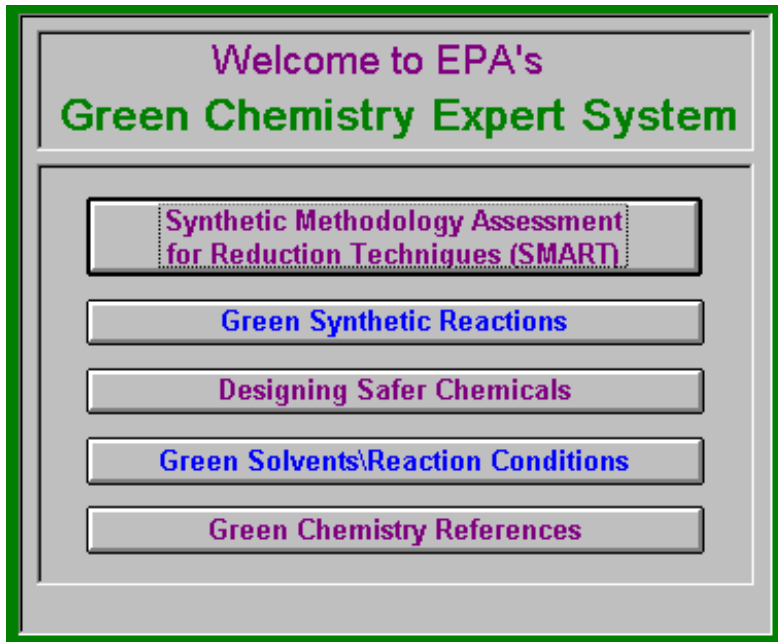 Welcome to EPA's
Green Chemistry Expert System
Synthetic Methodology Assessment
for Reduction Techniques (SMART)
Green Synthetic Reactions
Designing Safer Chemicals
Green Solvents\Reaction Conditions
Green Chemistry References